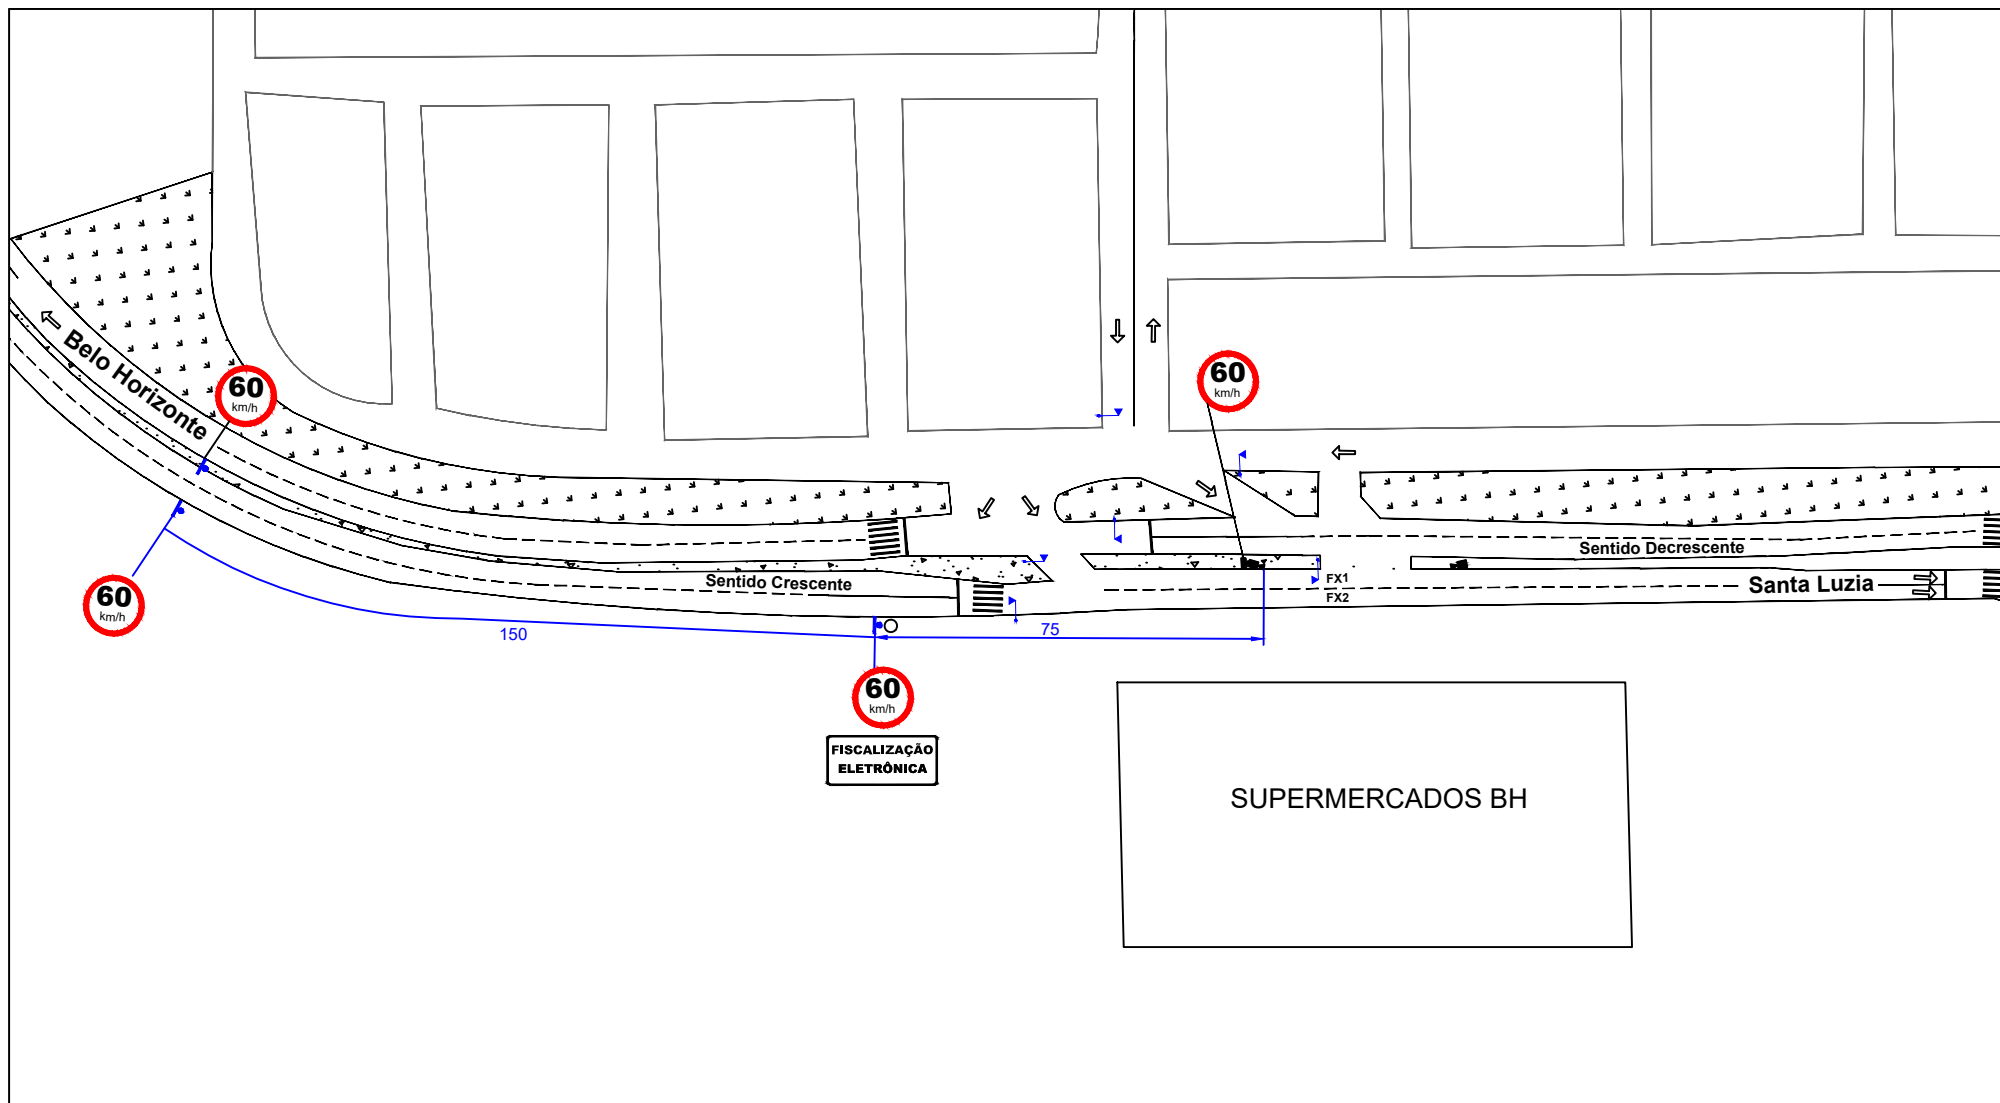 60
km/h
Belo Horizonte
60
km/h
Sentido Decrescente
Sentido Crescente
FX1
FX2
Santa Luzia
60
km/h
150
75
60
km/h
FISCALIZAÇÃO
ELETRÔNICA
SUPERMERCADOS BH